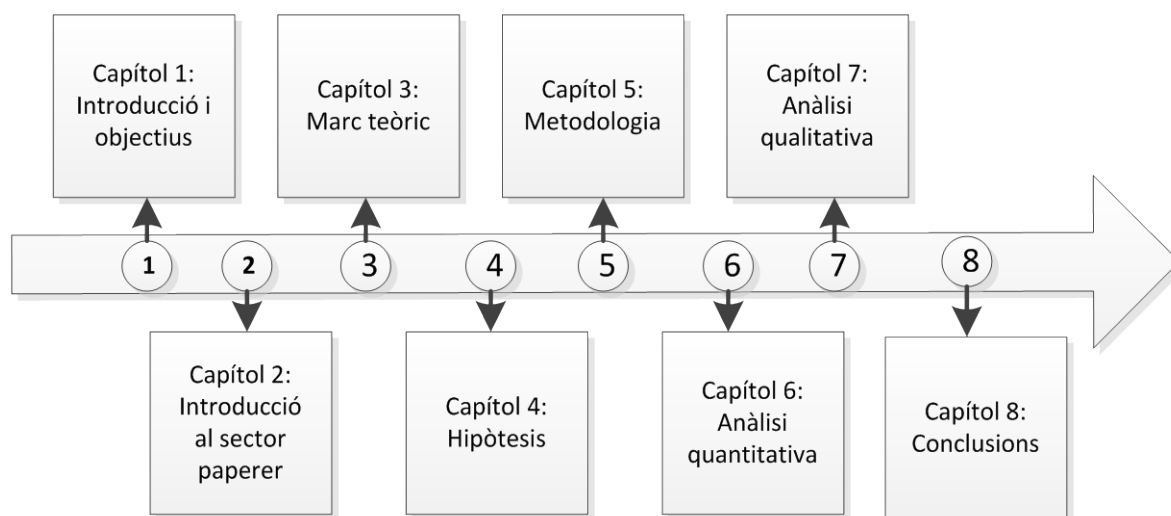 Capítol 1:
Introducció i
objectius
Capítol 3:
Marc teòric
Capítol 5:
Metodologia
Capítol 7:
Anàlisi
qualitativa
1
2
3
4
5
6
7
8
Capítol 2:
Introducció
al sector
paperer
Capítol 4:
Hipòtesis
Capítol 6:
Anàlisi
quantitativa
Capítol 8:
Conclusions